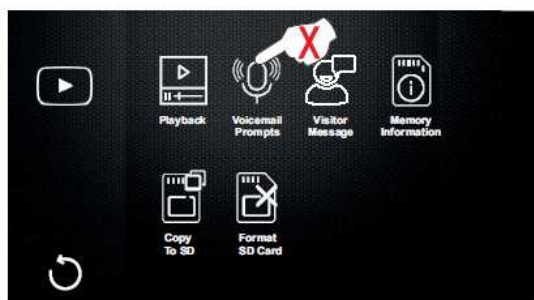 X
Playback
Voicemail
Prompts
Visitor
Message
Memory
Information
Copy
To SD
Format
SD Card